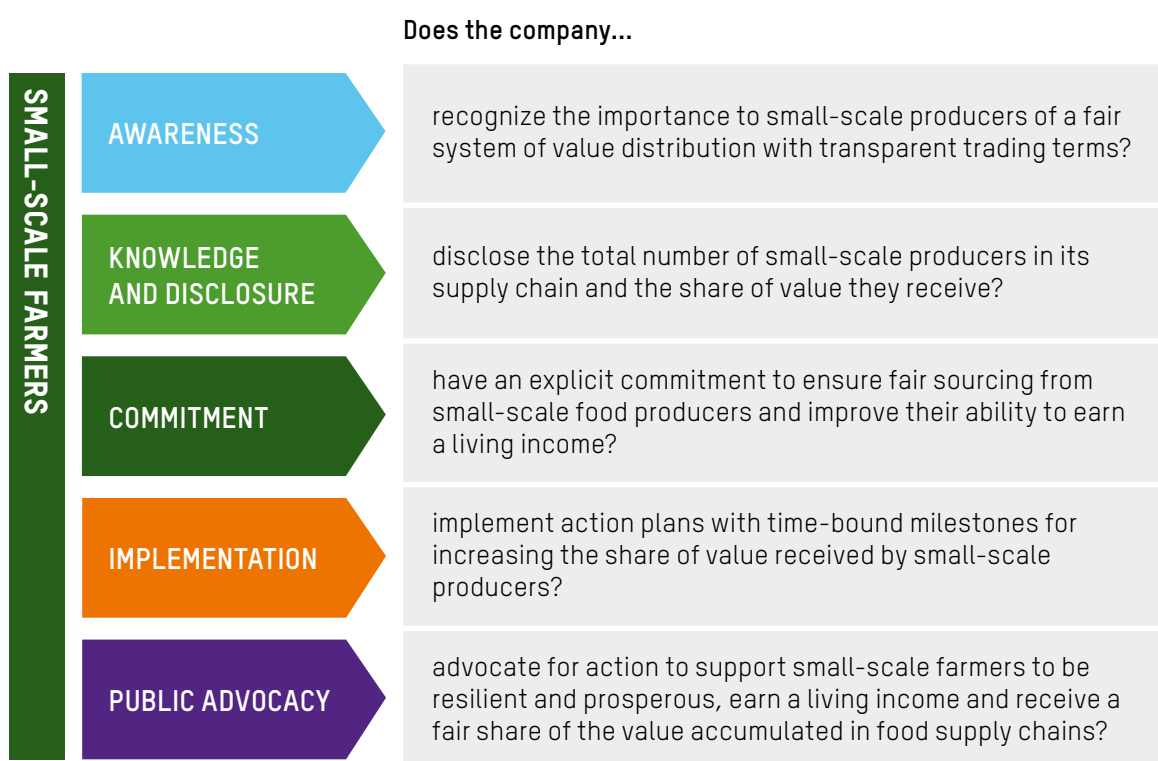 Does the company...
SMALL-SCALE FARMERS
AWARENESS
recognize the importance to small-scale producers of a fair
system of value distribution with transparent trading terms?
KNOWLEDGE
AND DISCLOSURE
disclose the total number of small-scale producers in its
supply chain and the share of value they receive?
COMMITMENT
have an explicit commitment to ensure fair sourcing from
small-scale food producers and improve their ability to earn
a living income?
IMPLEMENTATION
implement action plans with time-bound milestones for
increasing the share of value received by small-scale
producers?
PUBLIC ADVOCACY
advocate for action to support small-scale farmers to be
resilient and prosperous, earn a living income and receive a
fair share of the value accumulated in food supply chains?